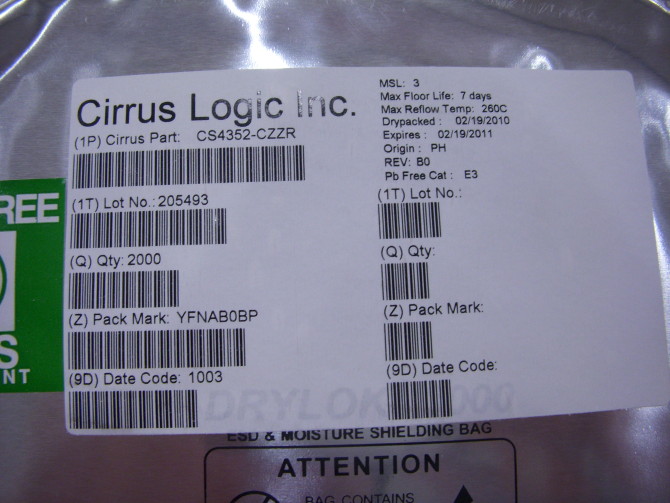 Cirrus Logic Inc.
(1P) Cirrus Part: CS4352-CZZR
(1T) Lot No.: 205493
(Q) Qty: 2000
(Z) Pack Mark: YFNAB0BP
(9D) Date Code: 1003
MSL: 3
Max Floor Life: 7 days
Max Reflow Temp: 260C
Drypacked : 02/19/2010
Expires : 02/19/2011
Origin : PH
REV: B0
Pb Free Cat : E3
(1T) Lot No.:
(Q) Qty:
(Z) Pack Mark:
(9D) Date Code:
REE
S
NT
DRYLOK
ESD & MOISTURE SHIELDING BAG
ATTENTION
BAG CONTAINS